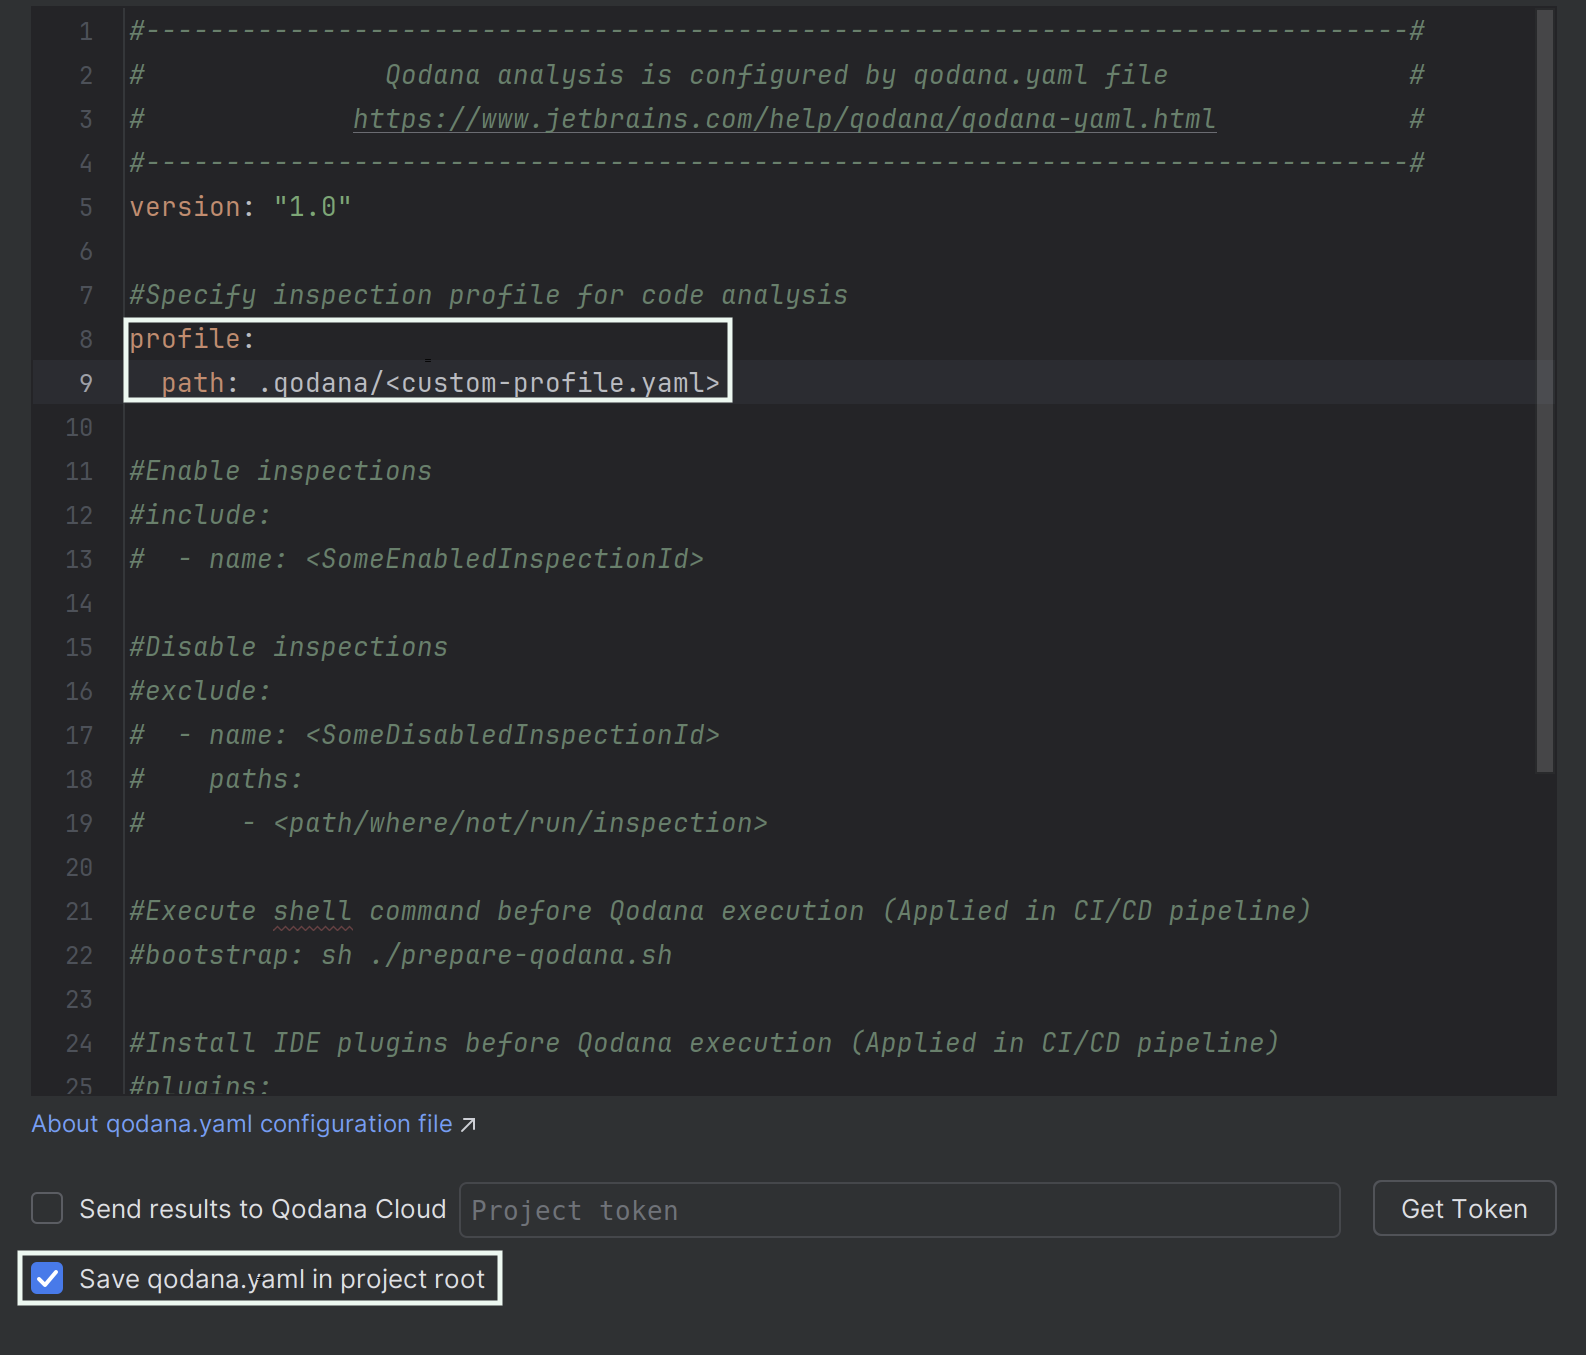 1 #-------------------------------------------------------------------------------#
2 #               Qodana analysis is configured by qodana.yaml file               #
3 #             https://www.jetbrains.com/help/qodana/qodana-yaml.html            #
4 #-------------------------------------------------------------------------------#
5 version: "1.0"
6
7 #Specify inspection profile for code analysis
8 profile:
9   path: .qodana/<custom-profile.yaml>
10
11 #Enable inspections
12 #include:
13 #  - name: <SomeEnabledInspectionId>
14
15 #Disable inspections
16 #exclude:
17 #  - name: <SomeDisabledInspectionId>
18 #    paths:
19 #      - <path/where/not/run/inspection>
20
21 #Execute shell command before Qodana execution (Applied in CI/CD pipeline)
22 #bootstrap: sh ./prepare-qodana.sh
23
24 #Install IDE plugins before Qodana execution (Applied in CI/CD pipeline)
25 #plugins:
About qodana.yaml configuration file ↗
Send results to Qodana Cloud Project token Get Token
Save qodana.yaml in project root